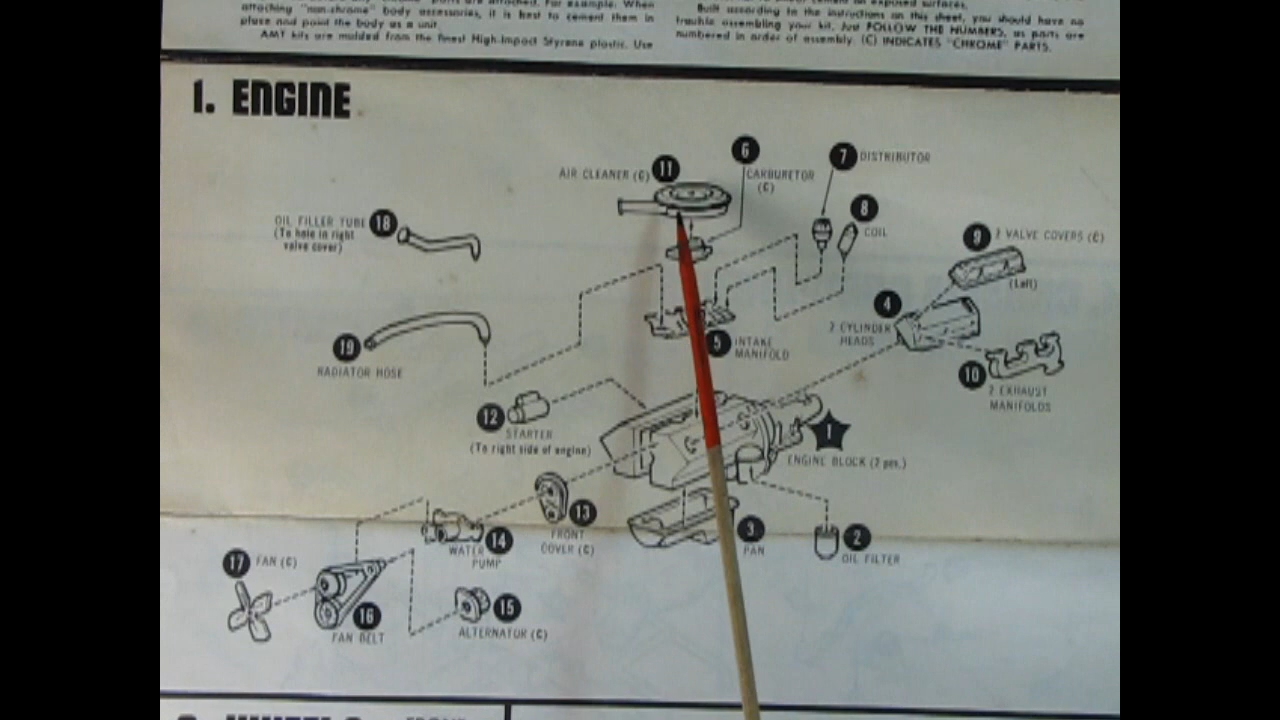 attaching "non-chrome" body accessories, it is best to cement them in
place and paint the body as a unit.
AMT kits are molded from the finest High-Impact Styrene plastic. Use
Built according to the instructions on this sheet, you should have no
trouble assembling your kit. Just FOLLOW THE NUMBERS, as parts are
numbered in order of assembly. (C) INDICATES "CHROME" PARTS.
1. ENGINE
AIR CLEANER (C) 11
6
CARBURETOR
(C)
7 DISTRIBUTOR
8
COIL
OIL FILLER TUBE 18
(To hole in right
valve cover)
9 2 VALVE COVERS (C)
(Left)
4
2 CYLINDER
HEADS
19
RADIATOR HOSE
5 INTAKE
MANIFOLD
10
2 EXHAUST
MANIFOLDS
12
STARTER
(To right side of engine)
1
ENGINE BLOCK (2 pcs.)
13
FRONT
COVER (C)
14
WATER
PUMP
3
PAN
2
OIL FILTER
17 FAN (C)
16
FAN BELT
15
ALTERNATOR (C)